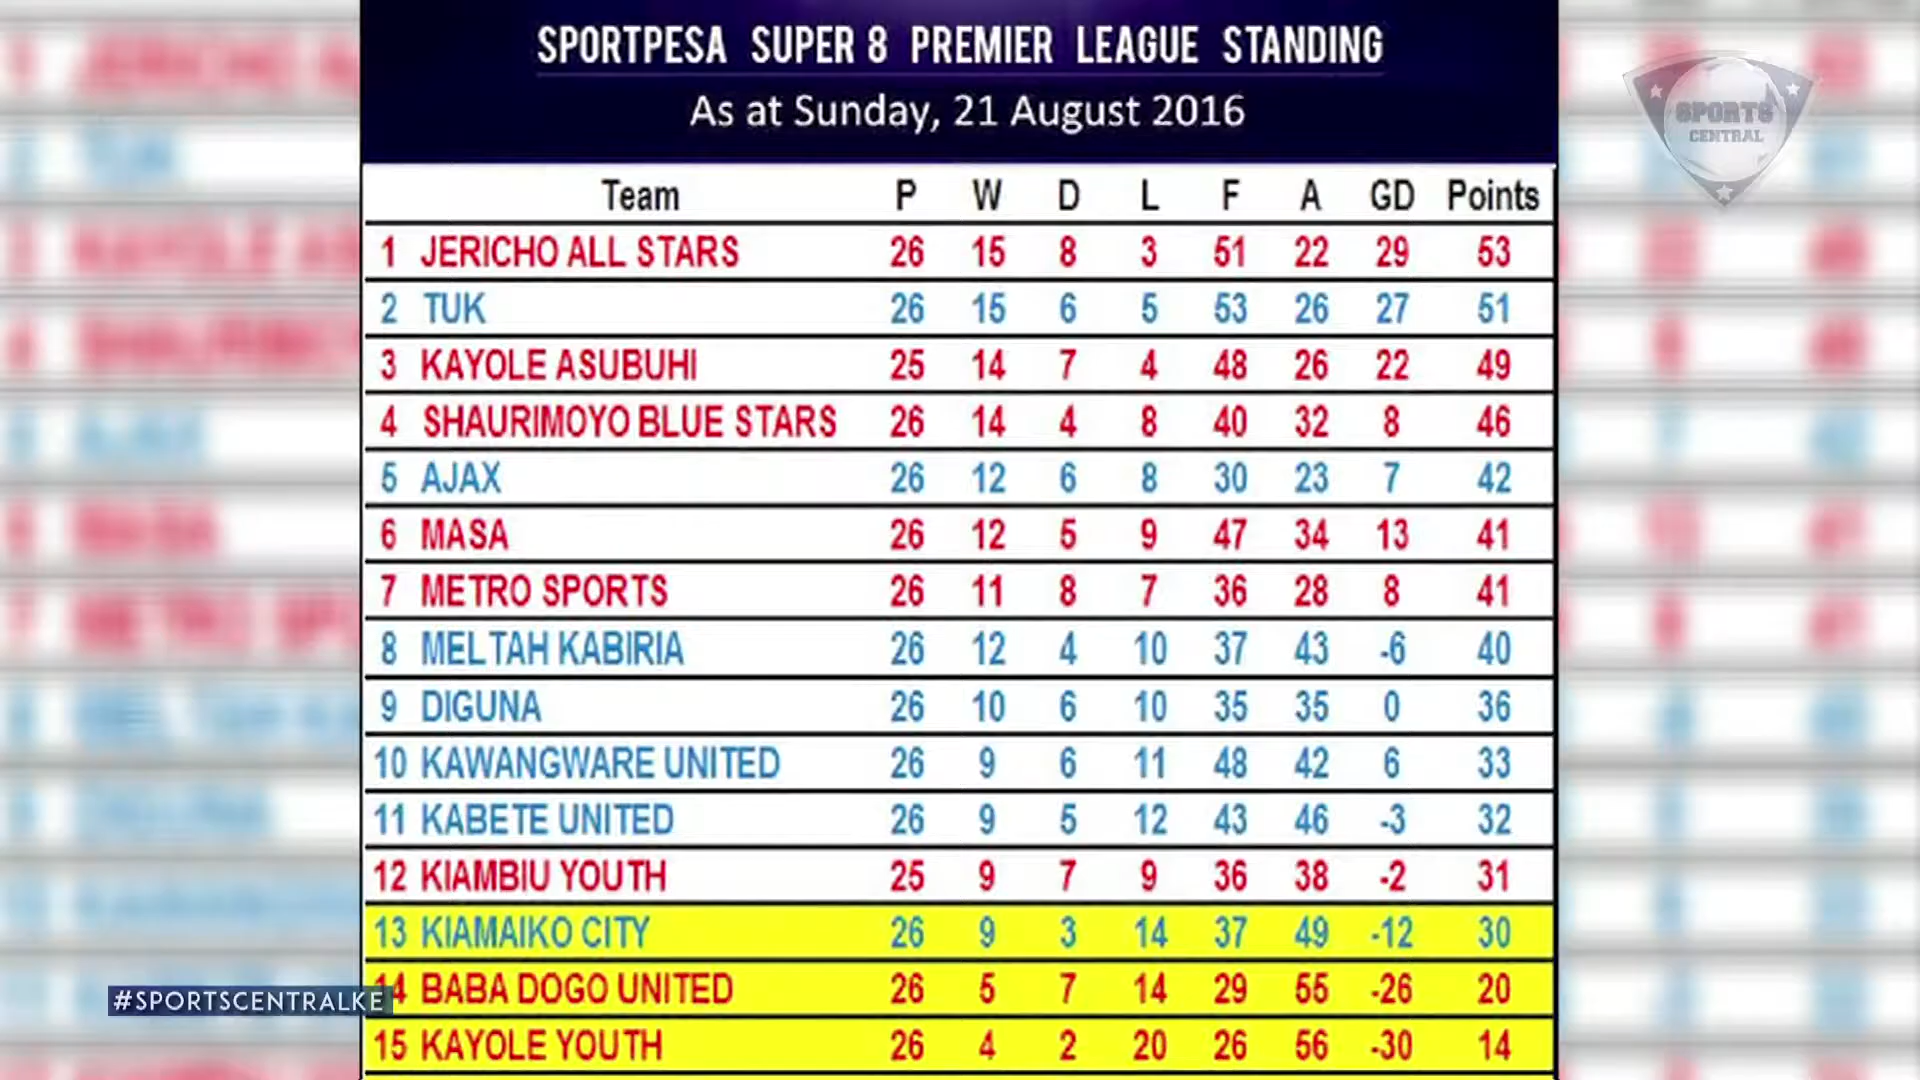 SPORTPESA SUPER 8 PREMIER LEAGUE STANDING
As at Sunday, 21 August 2016
SPORTS
CENTRAL
Team P W D L F A GD Points
1 JERICHO ALL STARS 26 15 8 3 51 22 29 53
2 TUK 26 15 6 5 53 26 27 51
3 KAYOLE ASUBUHI 25 14 7 4 48 26 22 49
4 SHAURIMOYO BLUE STARS 26 14 4 8 40 32 8 46
5 AJAX 26 12 6 8 30 23 7 42
6 MASA 26 12 5 9 47 34 13 41
7 METRO SPORTS 26 11 8 7 36 28 8 41
8 MELTAH KABIRIA 26 12 4 10 37 43 -6 40
9 DIGUNA 26 10 6 10 35 35 0 36
10 KAWANGWARE UNITED 26 9 6 11 48 42 6 33
11 KABETE UNITED 26 9 5 12 43 46 -3 32
12 KIAMBIU YOUTH 25 9 7 9 36 38 -2 31
13 KIAMAIKO CITY 26 9 3 14 37 49 -12 30
14 BABA DOGO UNITED 26 5 7 14 29 55 -26 20
15 KAYOLE YOUTH 26 4 2 20 26 56 -30 14
#SPORTSCENTRALKE